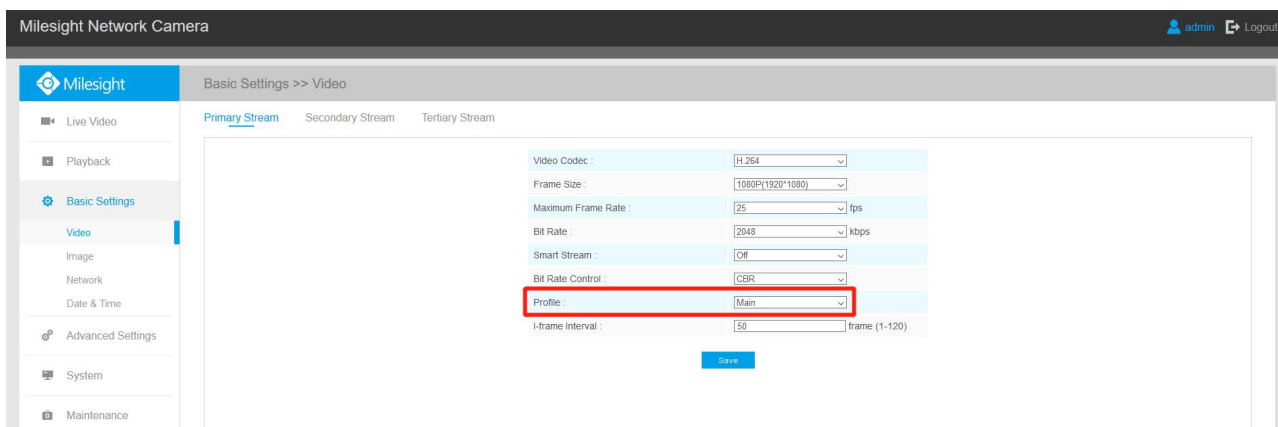 Milesight Network Camera admin Logout
Milesight
Basic Settings >> Video
Live Video
Playback
Basic Settings
Video
Image
Network
Date & Time
Advanced Settings
System
Maintenance
Primary Stream Secondary Stream Tertiary Stream
Video Codec : H.264
Frame Size : 1080P(1920*1080)
Maximum Frame Rate : 25 fps
Bit Rate : 2048 kbps
Smart Stream : Off
Bit Rate Control : CBR
Profile : Main
I-frame Interval : 50 frame (1-120)
Save